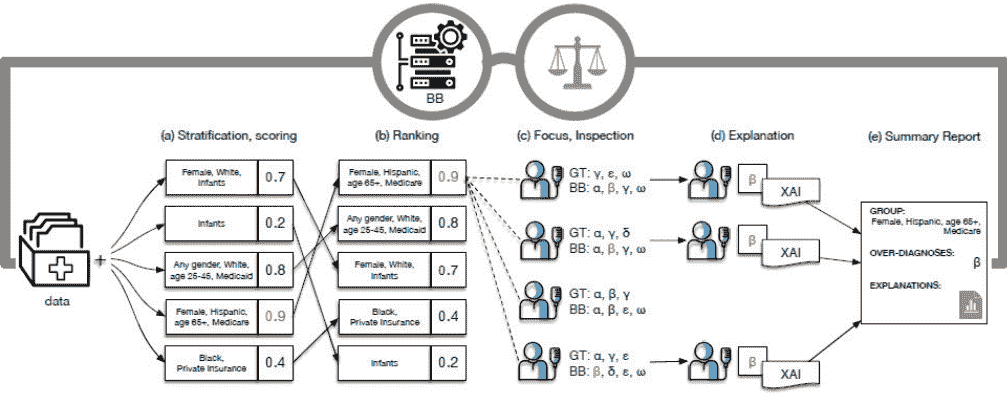 BB
(a) Stratification, scoring
(b) Ranking
(c) Focus, Inspection
(d) Explanation
(e) Summary Report
data
+
Female, White,
Infants
0.7
Infants
0.2
Any gender, White,
age 25-45, Medicaid
0.8
Female, Hispanic,
age 65+, Medicare
0.9
Black,
Private Insurance
0.4
Female, Hispanic,
age 65+, Medicare
0.9
Any gender, White,
age 25-45, Medicaid
0.8
Female, White,
Infants
0.7
Black,
Private Insurance
0.4
Infants
0.2
GT: γ, ε, ω
BB: α, β, γ, ω
GT: α, γ, δ
BB: α, β, γ, ω
GT: α, β, γ
BB: α, β, ε, ω
GT: α, γ, ε
BB: β, δ, ε, ω
β
XAI
β
XAI
β
XAI
GROUP:
Female, Hispanic, age 65+,
Medicare
OVER-DIAGNOSES:
β
EXPLANATIONS: